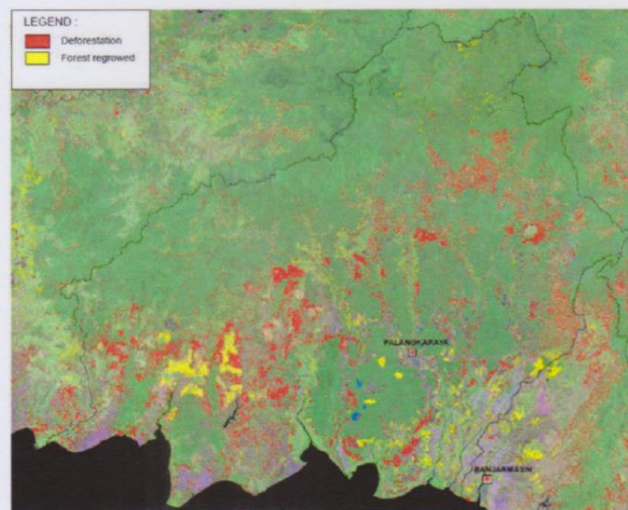 LEGEND :
Deforestation
Forest regrowed
PALANGKARAYA
BANJARMASIN